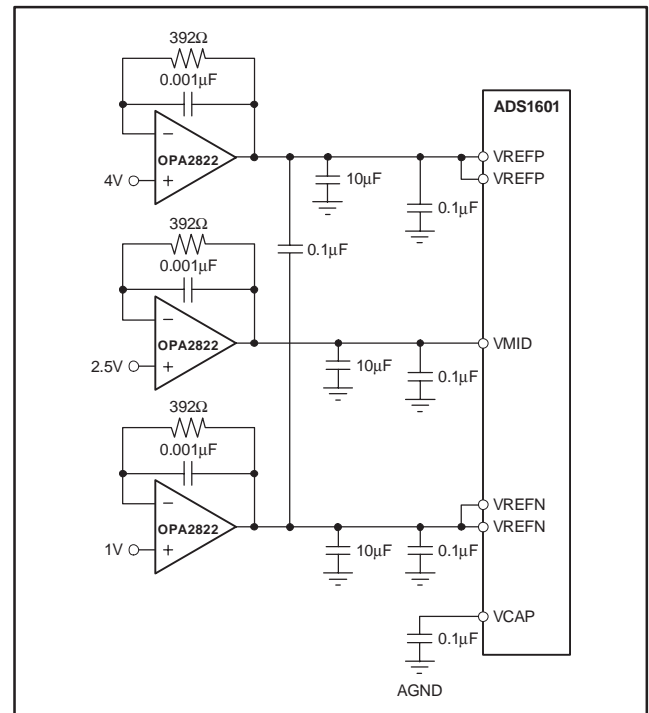 392Ω
0.001μF
ADS1601
OPA2822
4V
VREFP
VREFP
10μF
0.1μF
0.1μF
392Ω
0.001μF
OPA2822
2.5V
VMID
10μF
0.1μF
392Ω
0.001μF
OPA2822
1V
VREFN
VREFN
10μF
0.1μF
VCAP
0.1μF
AGND